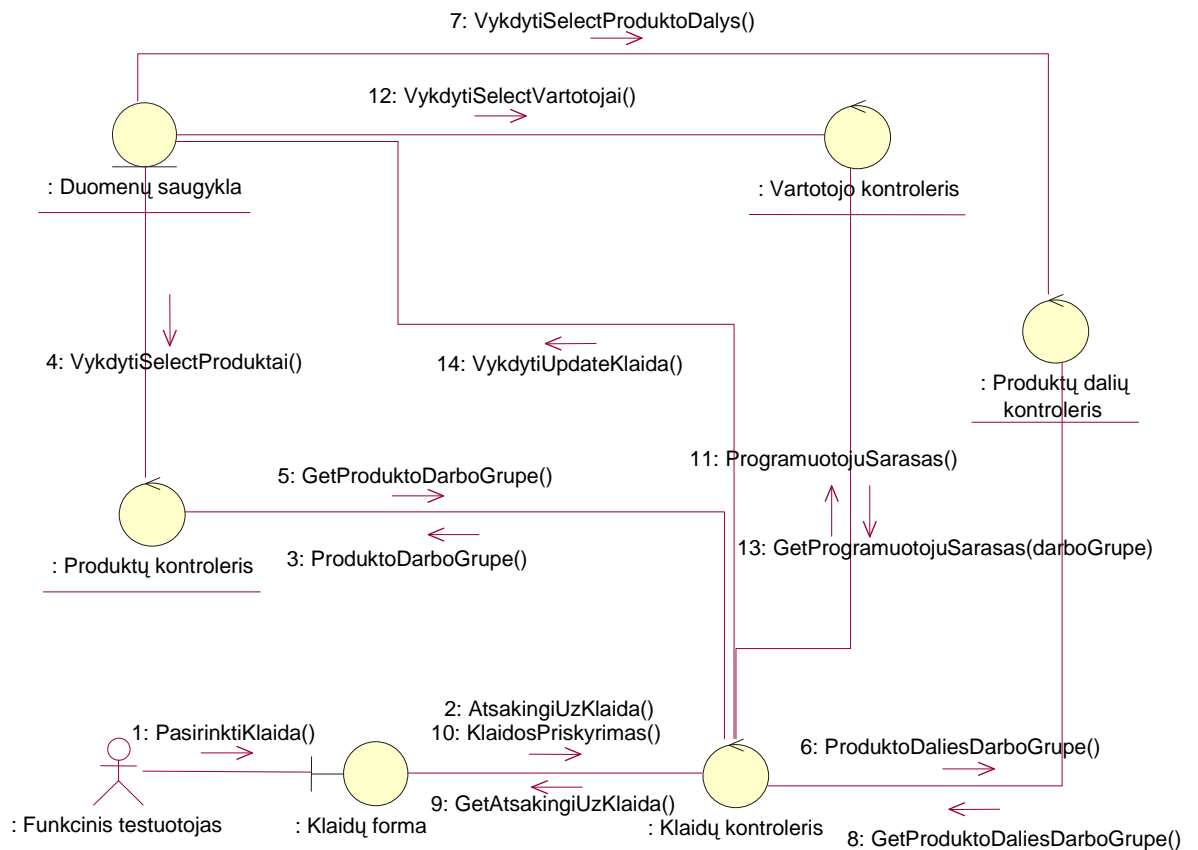 7: VykdytiSelectProduktoDalys()
12: VykdytiSelectVartotojai()
: Duomenų saugykla
: Vartotojo kontroleris
4: VykdytiSelectProduktai()
14: VykdytiUpdateKlaida()
: Produktų dalių
kontroleris
11: ProgramuotojuSarasas()
5: GetProduktoDarboGrupe()
13: GetProgramuotojuSarasas(darboGrupe)
3: ProduktoDarboGrupe()
: Produktų kontroleris
2: AtsakingiUzKlaida()
1: PasirinktiKlaida()
10: KlaidosPriskyrimas()
6: ProduktoDaliesDarboGrupe()
9: GetAtsakingiUzKlaida()
: Funkcinis testuotojas
: Klaidų forma
: Klaidų kontroleris
8: GetProduktoDaliesDarboGrupe()